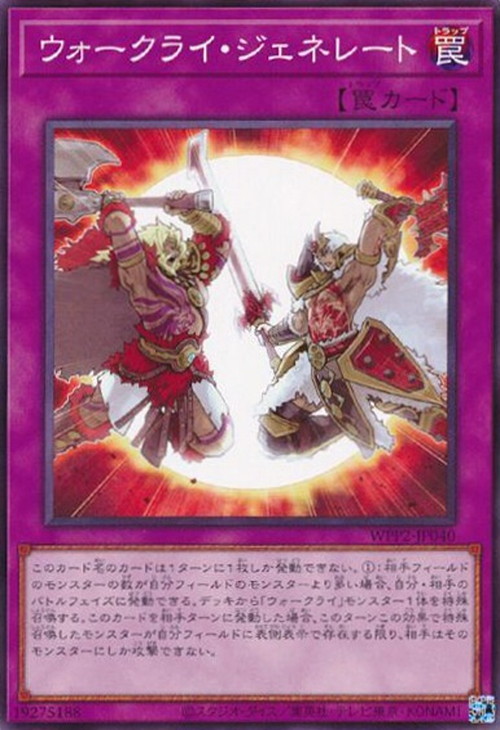 ウォークライ・ジェネレート
トラップ
罠
【罠カード】
WPP2-JP040
このカード名のカードは1ターンに1枚しか発動できない。①:相手フィールド
のモンスターの数が自分フィールドのモンスターより多い場合、自分・相手の
バトルフェイズに発動できる。デッキから「ウォークライ」モンスター1体を特殊
召喚する。このカードを相手ターンに発動した場合、このターンこの効果で特殊
召喚したモンスターが自分フィールドに表側表示で存在する限り、相手はその
モンスターにしか攻撃できない。
19275188
©スタジオ・ダイス/集英社・テレビ東京・KONAMI